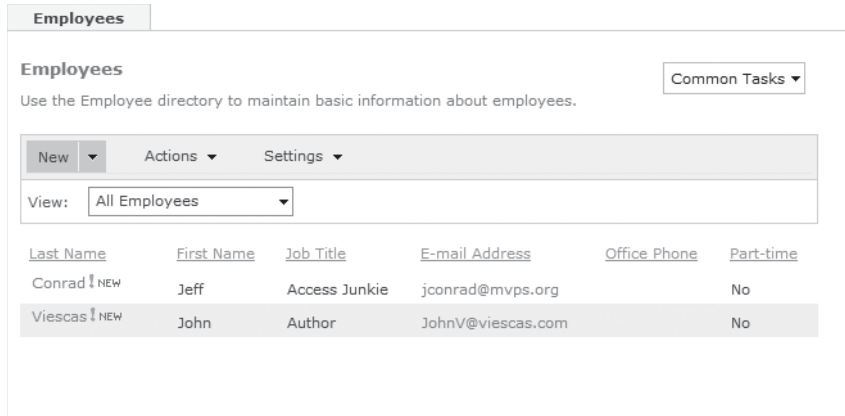 Employees
Employees
Common Tasks
Use the Employee directory to maintain basic information about employees.
New Actions Settings
View: All Employees
Last Name First Name Job Title E-mail Address Office Phone Part-time
Conrad ! NEW Jeff Access Junkie jconrad@mvps.org No
Viescas ! NEW John Author JohnV@viescas.com No